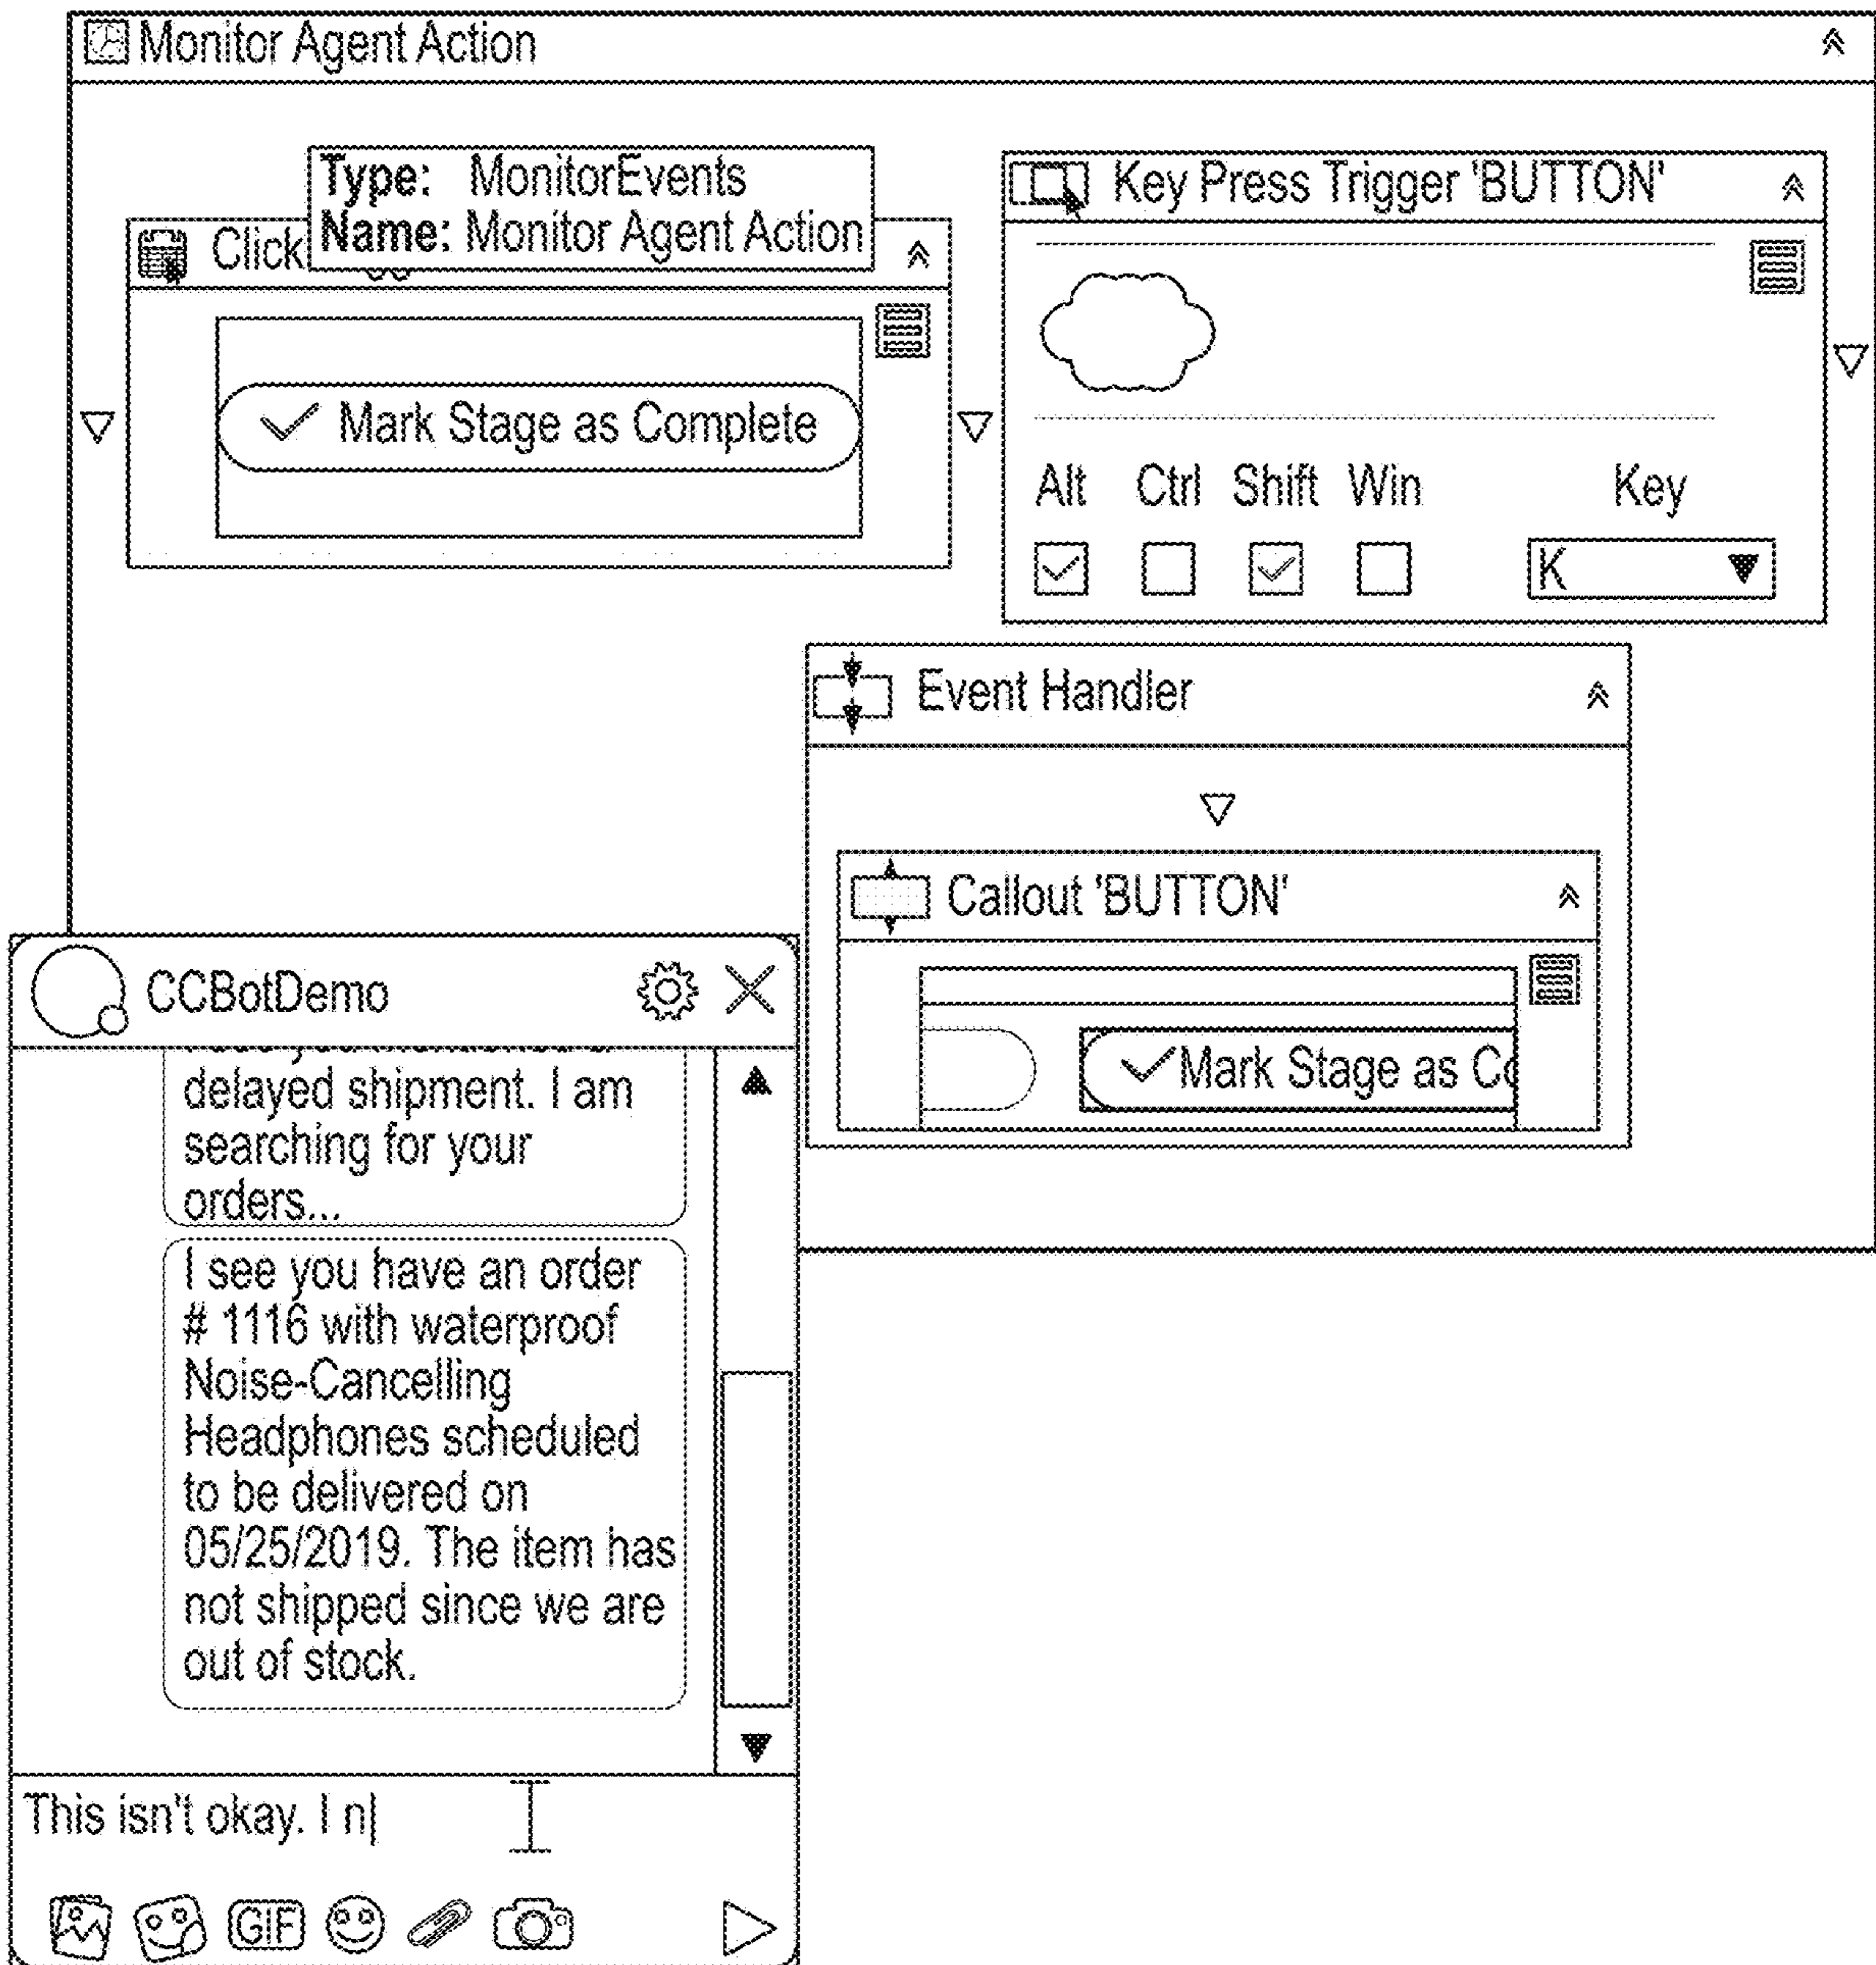 Monitor Agent Action
Type: MonitorEvents
Name: Monitor Agent Action
Click
Mark Stage as Complete
Key Press Trigger 'BUTTON'
Alt Ctrl Shift Win Key
K
Event Handler
Callout 'BUTTON'
Mark Stage as Co
CCBotDemo
delayed shipment. I am
searching for your
orders...
I see you have an order
# 1116 with waterproof
Noise-Cancelling
Headphones scheduled
to be delivered on
05/25/2019. The item has
not shipped since we are
out of stock.
This isn't okay. I n
GIF